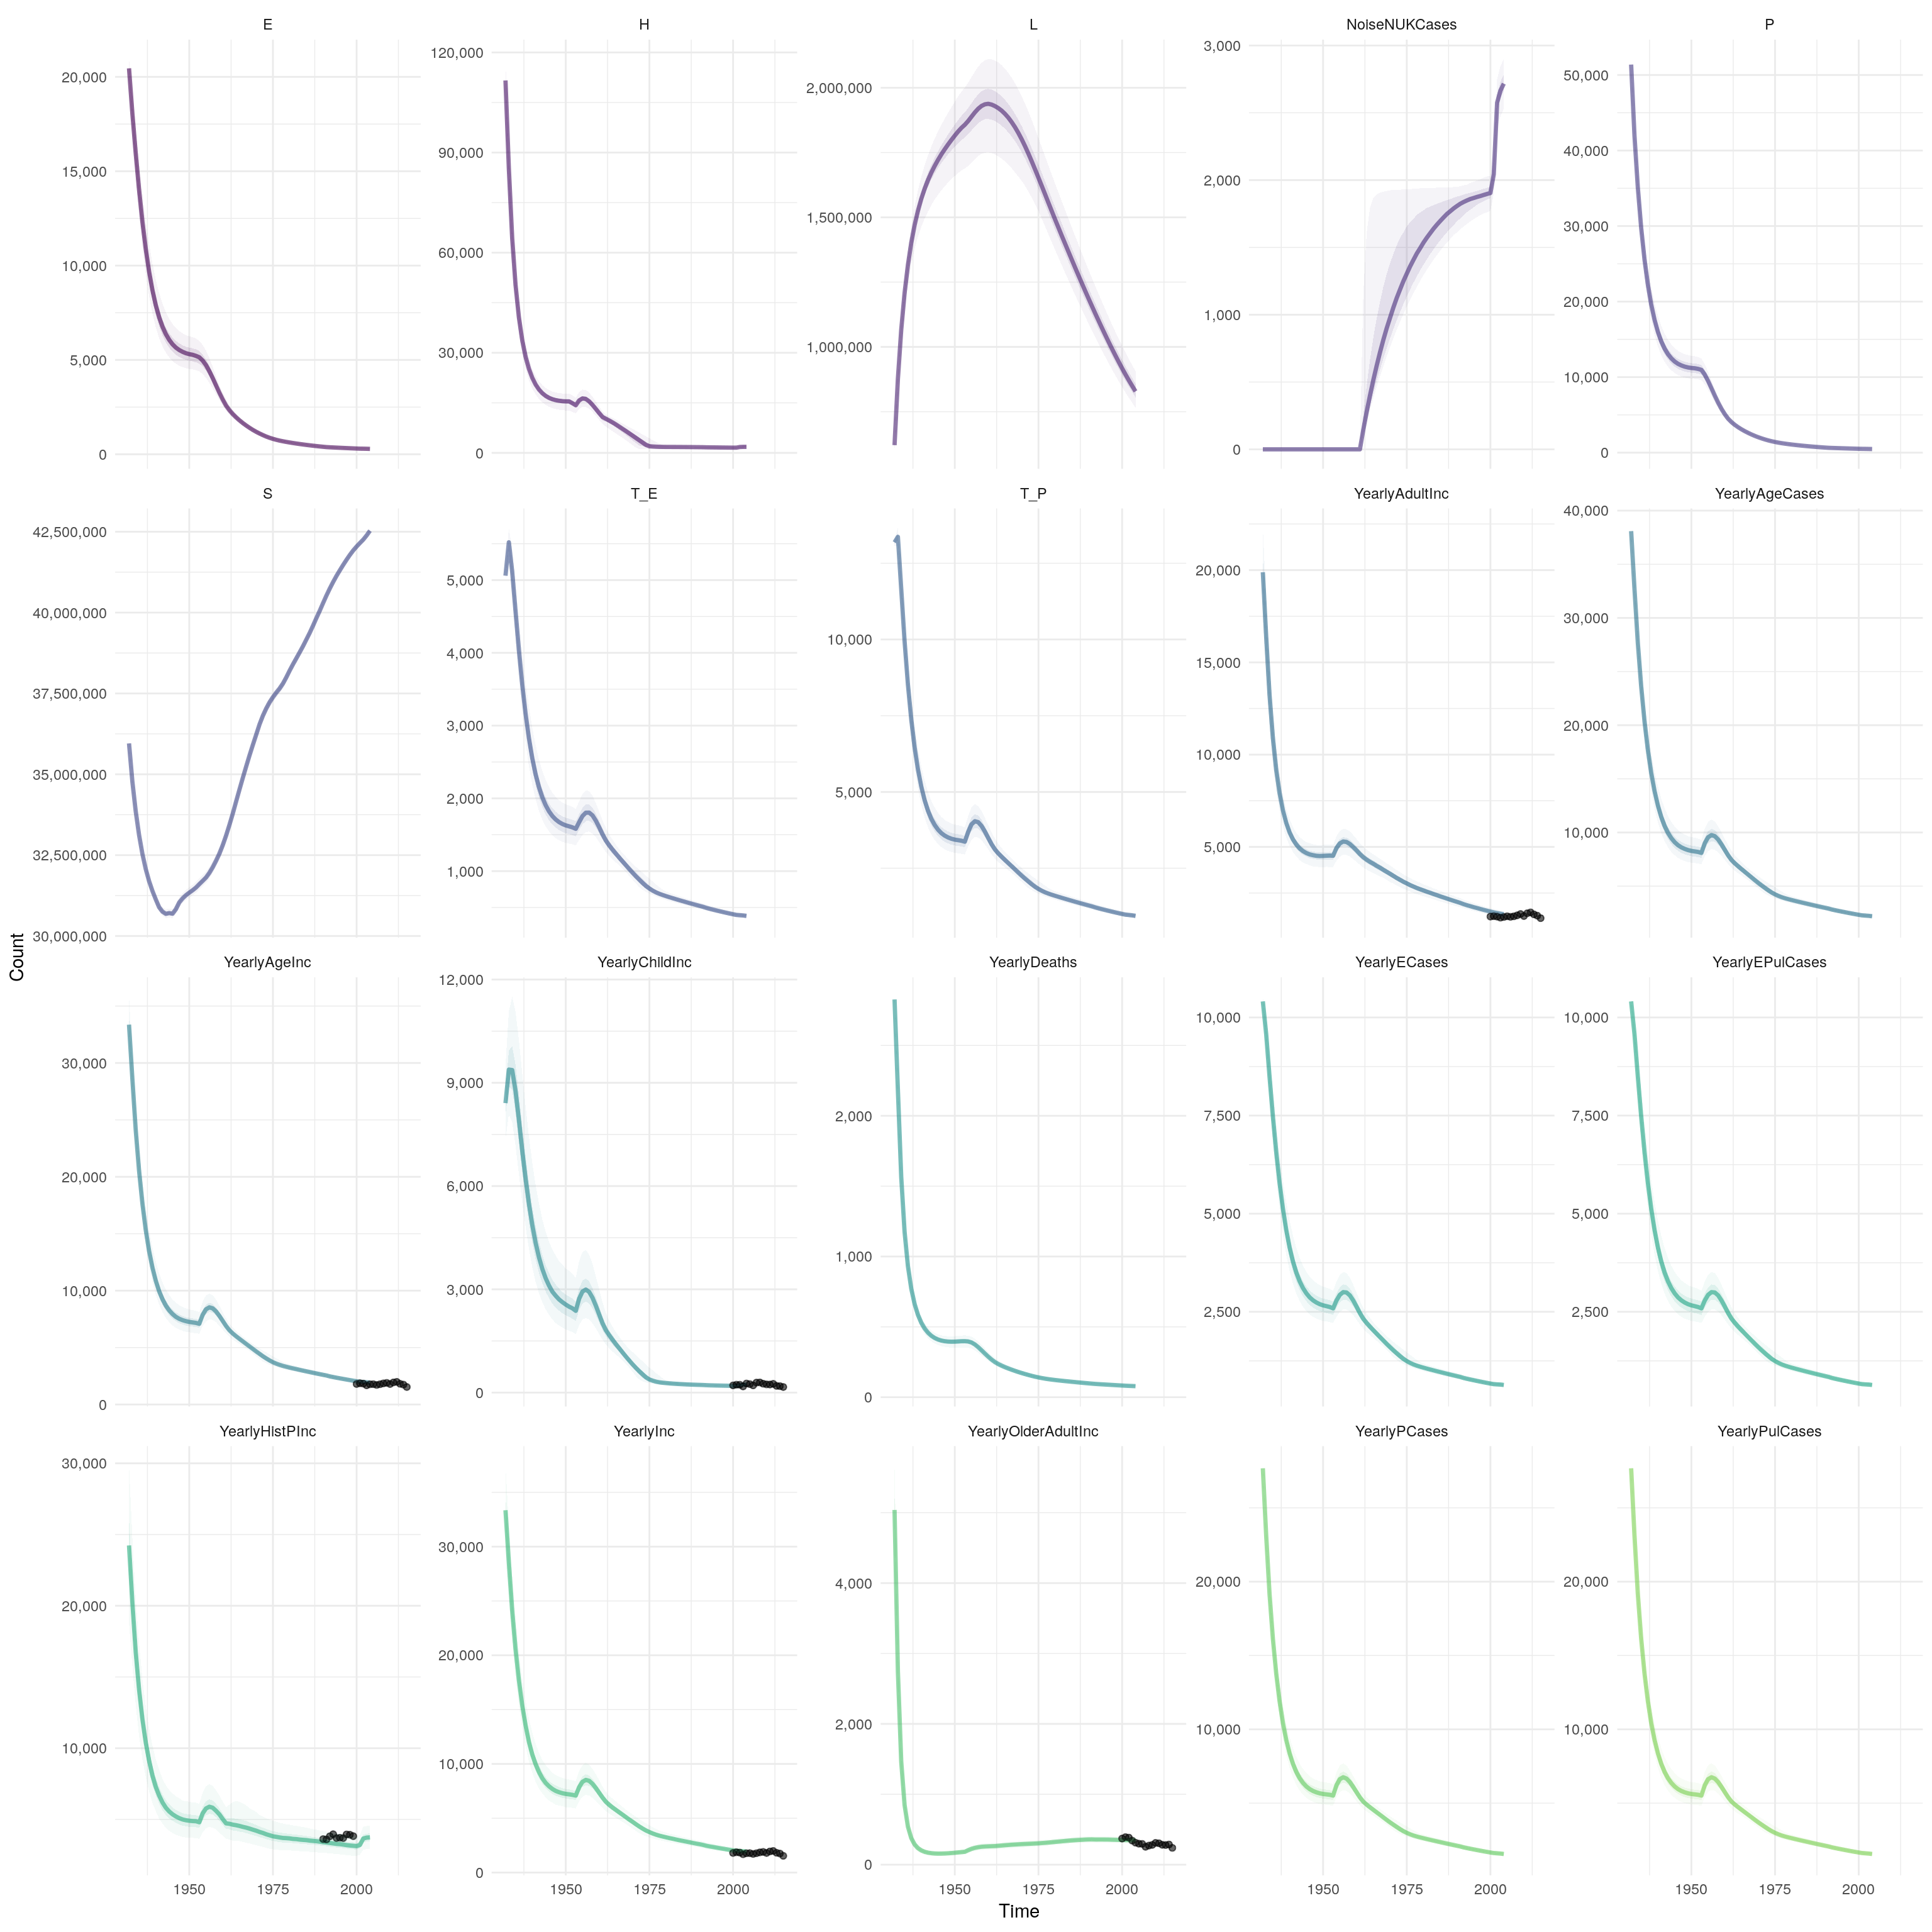 E
H
L
NoiseNUKCases
P
20,000
15,000
10,000
5,000
0
120,000
90,000
60,000
30,000
0
2,000,000
1,500,000
1,000,000
3,000
2,000
1,000
0
50,000
40,000
30,000
20,000
10,000
0
S
T_E
T_P
YearlyAdultInc
YearlyAgeCases
42,500,000
40,000,000
37,500,000
35,000,000
32,500,000
30,000,000
5,000
4,000
3,000
2,000
1,000
10,000
5,000
20,000
15,000
10,000
5,000
40,000
30,000
20,000
10,000
Count
YearlyAgeInc
YearlyChildInc
YearlyDeaths
YearlyECases
YearlyEPulCases
30,000
20,000
10,000
0
12,000
9,000
6,000
3,000
0
2,000
1,000
0
10,000
7,500
5,000
2,500
10,000
7,500
5,000
2,500
YearlyHistPInc
YearlyInc
YearlyOlderAdultInc
YearlyPCases
YearlyPulCases
30,000
20,000
10,000
30,000
20,000
10,000
0
4,000
2,000
0
20,000
10,000
20,000
10,000
1950 1975 2000
1950 1975 2000
1950 1975 2000
1950 1975 2000
1950 1975 2000
Time